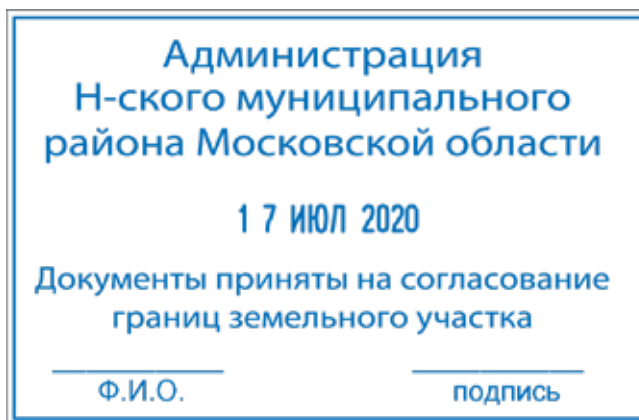 Администрация
Н-ского муниципального
района Московской области
1 7 ИЮЛ 2020
Документы приняты на согласование
границ земельного участка
Ф.И.О. подпись